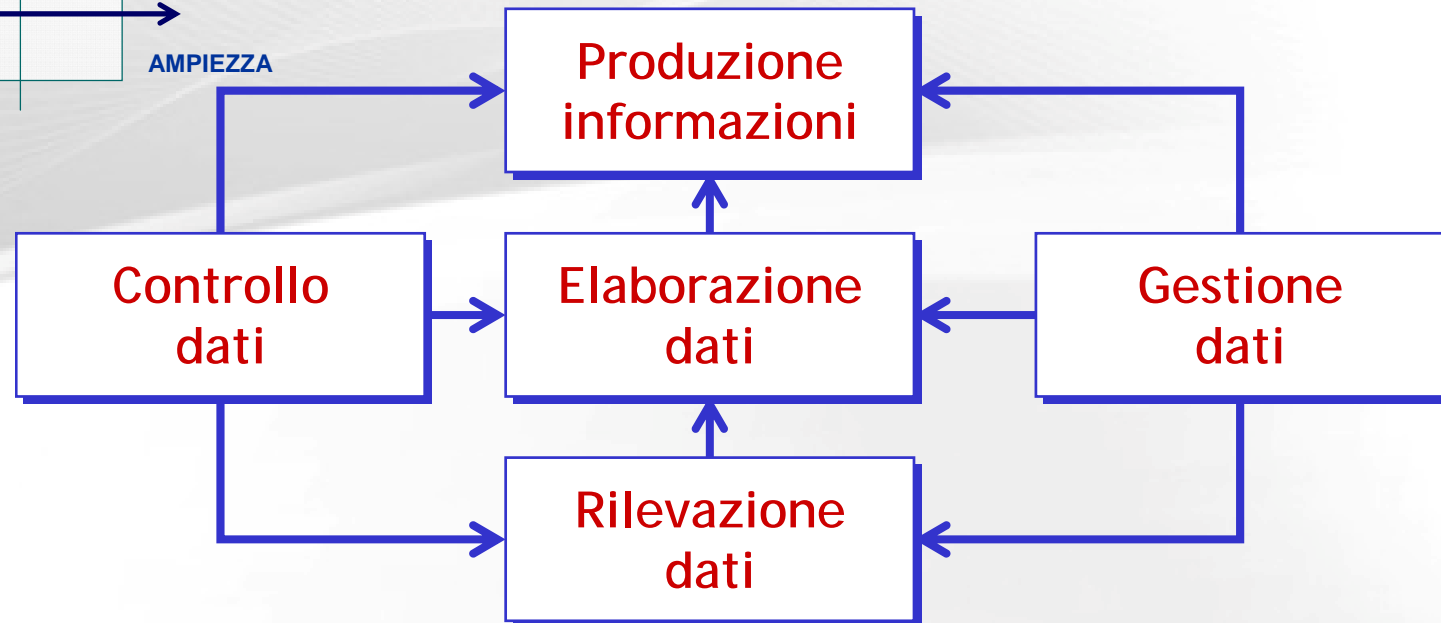 AMPIEZZA
Produzione
informazioni
Controllo
dati
Elaborazione
dati
Gestione
dati
Rilevazione
dati